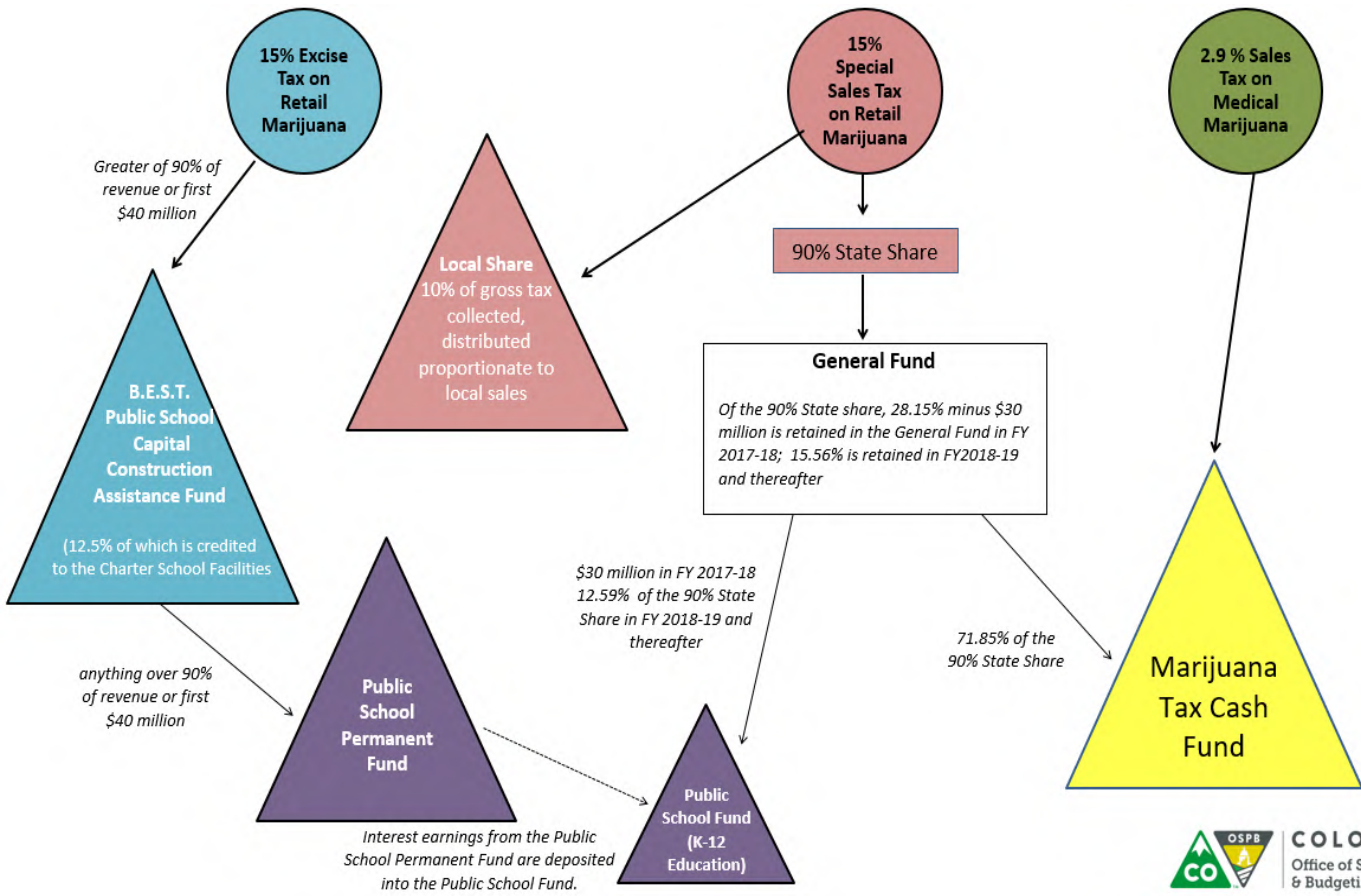 15% Excise
Tax on
Retail
Marijuana
15%
Special
Sales Tax
on Retail
Marijuana
2.9 % Sales
Tax on
Medical
Marijuana
Greater of 90% of
revenue or first
$40 million
90% State Share
Local Share
10% of gross tax
collected,
distributed
proportionate to
local sales
General Fund
Of the 90% State share, 28.15% minus $30
million is retained in the General Fund in FY
2017-18; 15.56% is retained in FY2018-19
and thereafter
B.E.S.T.
Public School
Capital
Construction
Assistance Fund
(12.5% of which is credited
to the Charter School Facilities
$30 million in FY 2017-18
12.59% of the 90% State
Share in FY 2018-19 and
thereafter
71.85% of the
90% State Share
anything over 90%
of revenue or first
$40 million
Public
School
Permanent
Fund
Marijuana
Tax Cash
Fund
Public
School Fund
(K-12
Education)
Interest earnings from the Public
School Permanent Fund are deposited
into the Public School Fund.
CO
OSPB
COLO
Office of S
& Budgeti